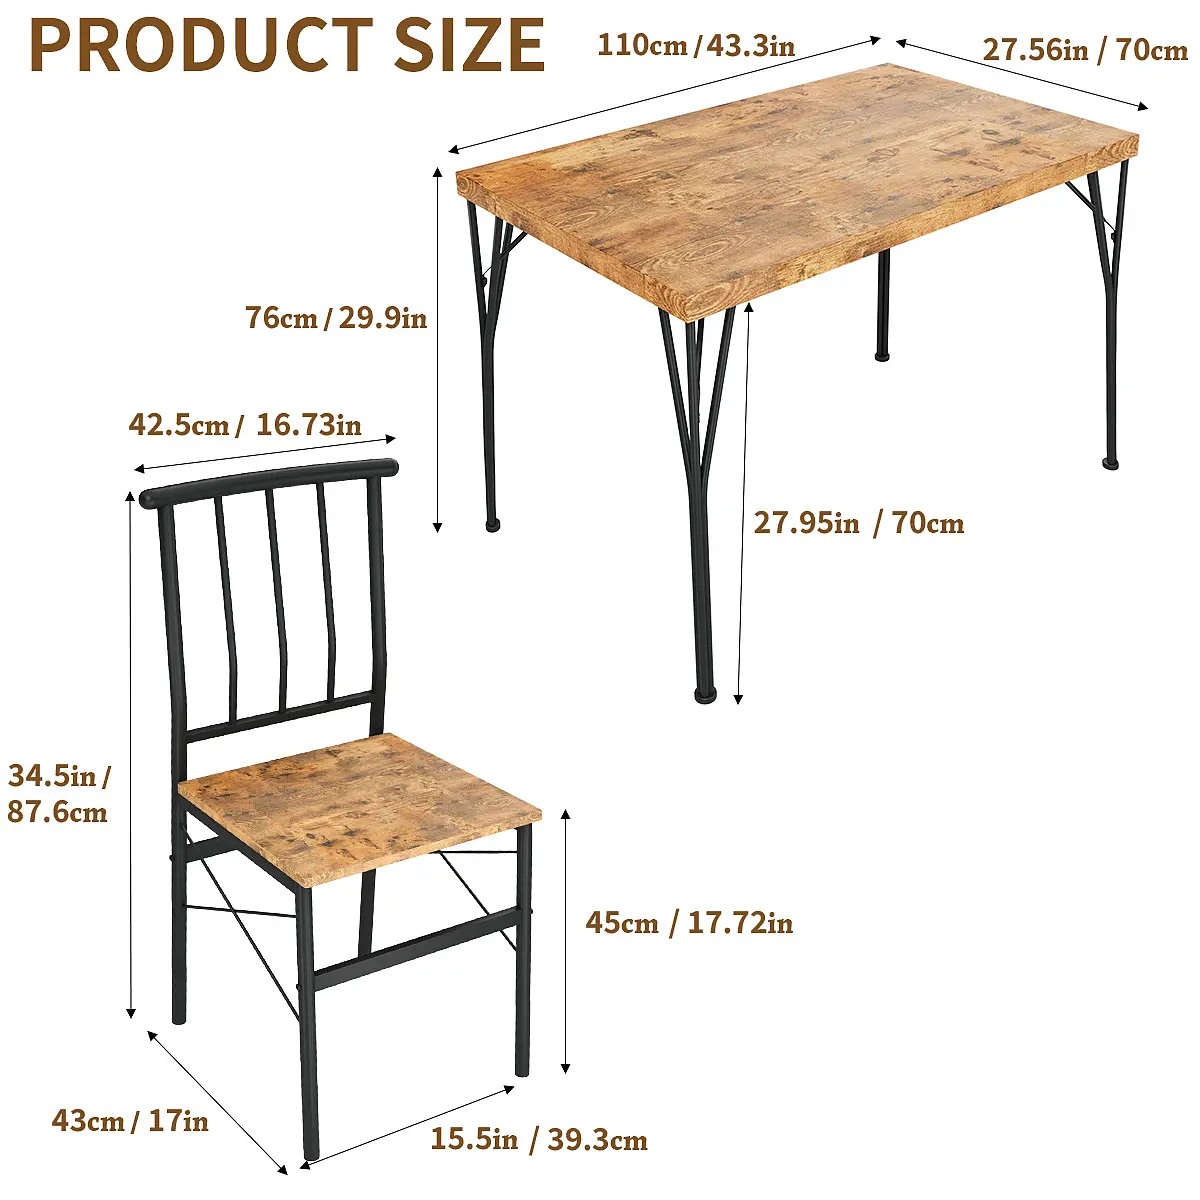 PRODUCT SIZE
110cm / 43.3in
27.56in / 70cm
76cm / 29.9in
27.95in / 70cm
42.5cm / 16.73in
34.5in /
87.6cm
45cm / 17.72in
43cm / 17in
15.5in / 39.3cm